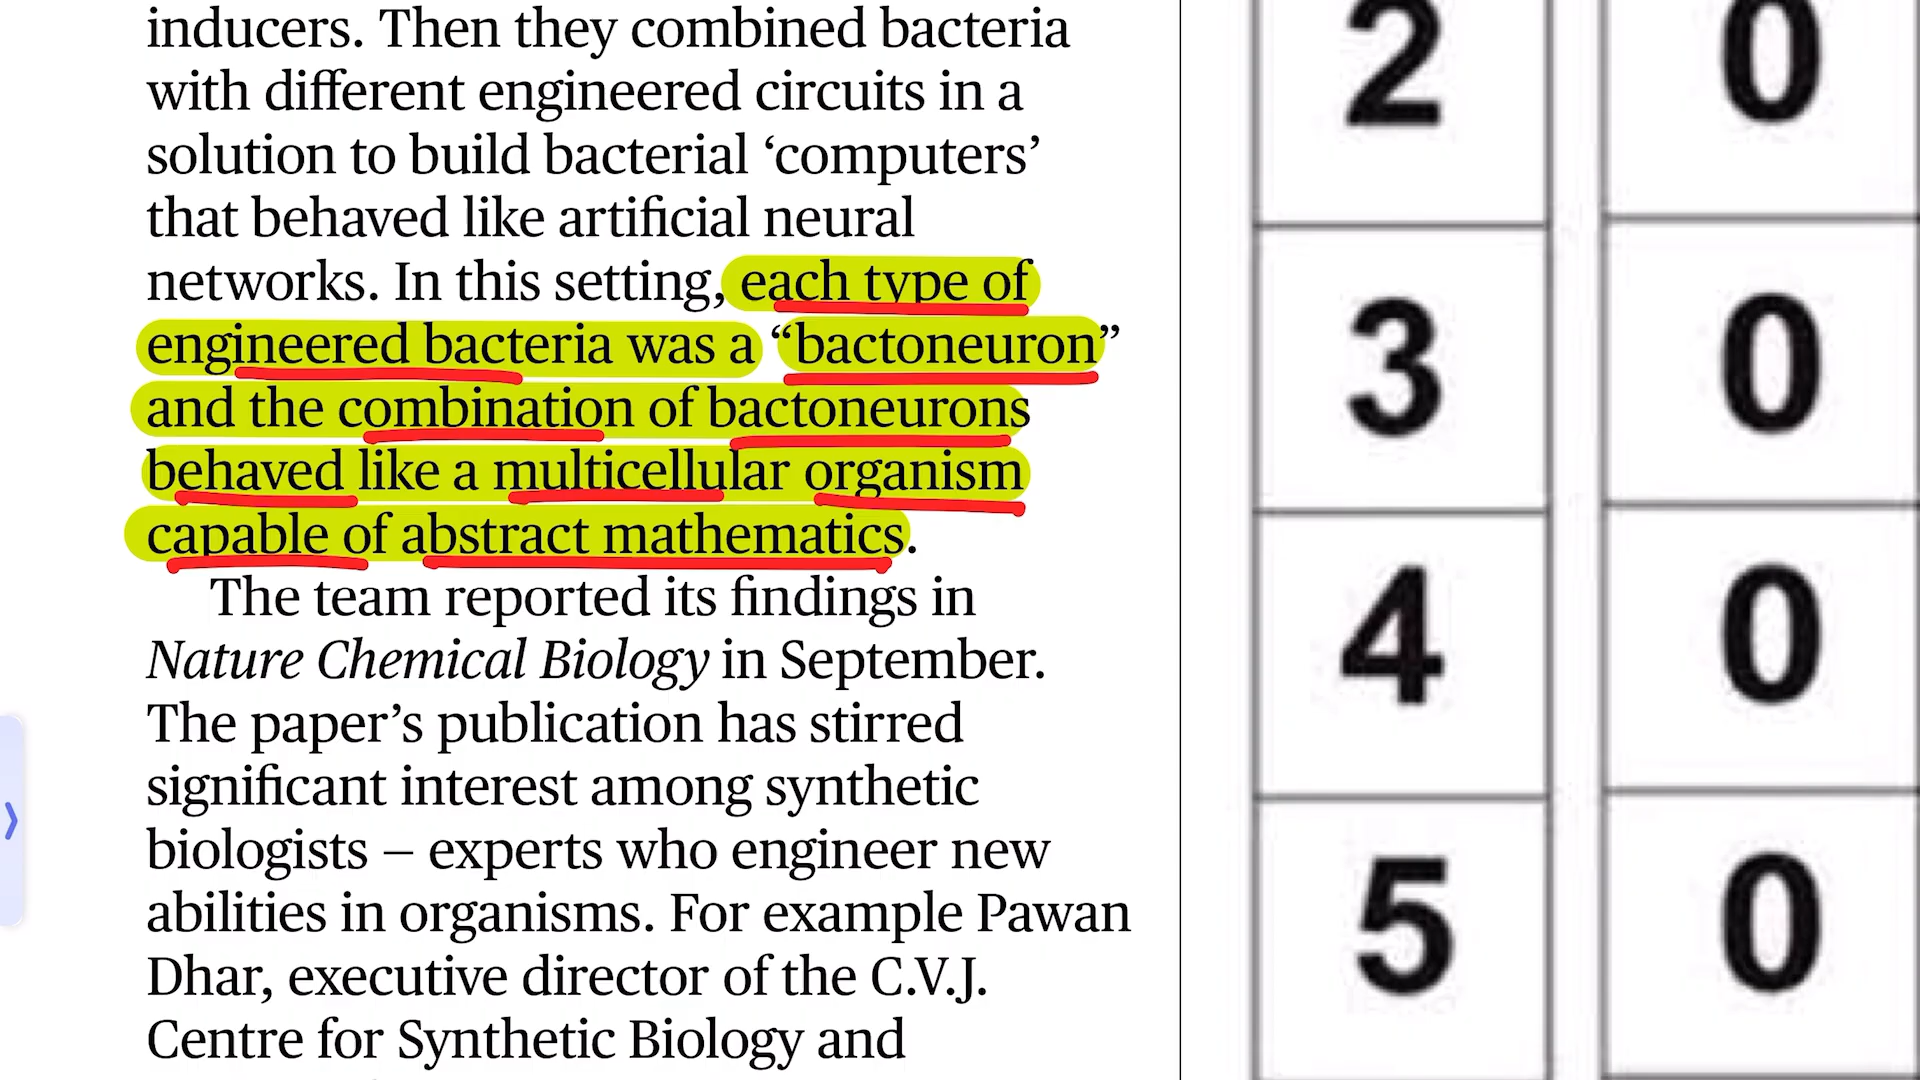 inducers. Then they combined bacteria
with different engineered circuits in a
solution to build bacterial ‘computers’
that behaved like artificial neural
networks. In this setting, each type of
engineered bacteria was a “bactoneuron”
and the combination of bactoneurons
behaved like a multicellular organism
capable of abstract mathematics.
The team reported its findings in
Nature Chemical Biology in September.
The paper’s publication has stirred
significant interest among synthetic
biologists – experts who engineer new
abilities in organisms. For example Pawan
Dhar, executive director of the C.V.J.
Centre for Synthetic Biology and
2 0
3 0
4 0
5 0